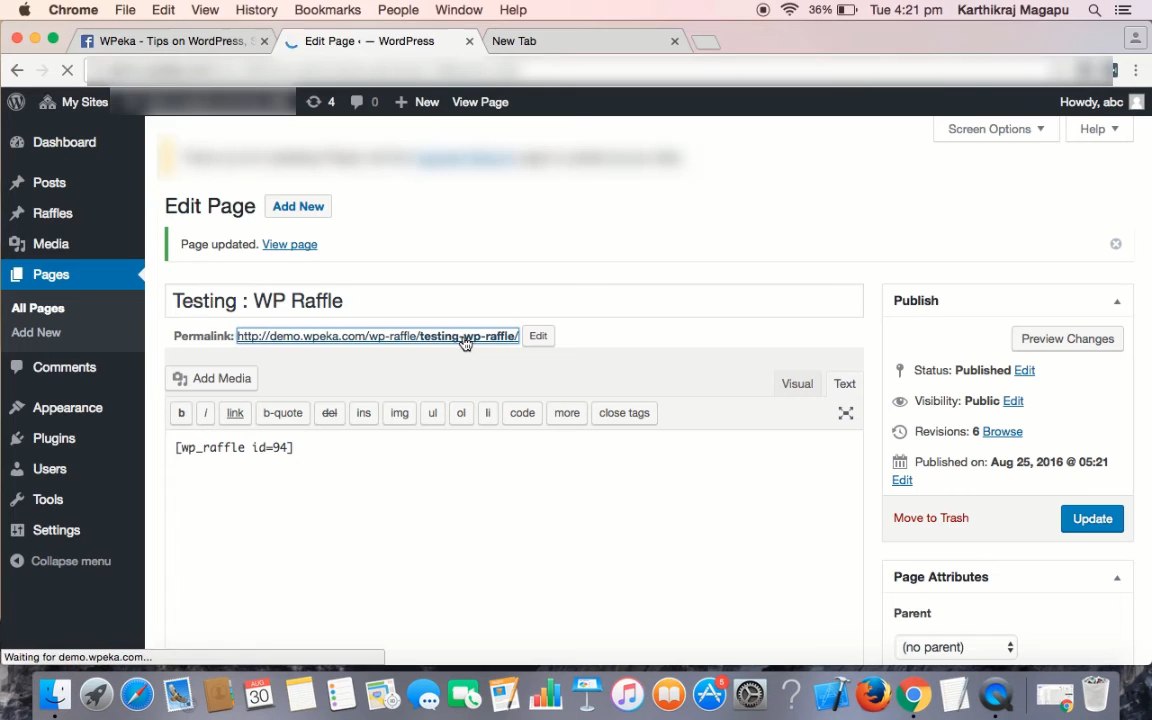 Chrome File Edit View History Bookmarks People Window Help 36% Tue 4:21 pm Karthikraj Magapu
WPeka - Tips on WordPress, Edit Page ‹ — WordPress New Tab
My Sites 4 0 New View Page Howdy, abc
Screen Options Help
Dashboard
Posts
Raffles
Media
Pages
All Pages
Add New
Comments
Appearance
Plugins
Users
Tools
Settings
Collapse menu
Edit Page Add New
Page updated. View page
Testing : WP Raffle
Permalink: http://demo.wpeka.com/wp-raffle/testing-wp-raffle/ Edit
Add Media Visual Text
b i link b-quote del ins img ul ol li code more close tags
[wp_raffle id=94]
Publish
Preview Changes
Status: Published Edit
Visibility: Public Edit
Revisions: 6 Browse
Published on: Aug 25, 2016 @ 05:21
Edit
Move to Trash Update
Page Attributes
Parent
(no parent)
Waiting for demo.wpeka.com...
AUG
30
5